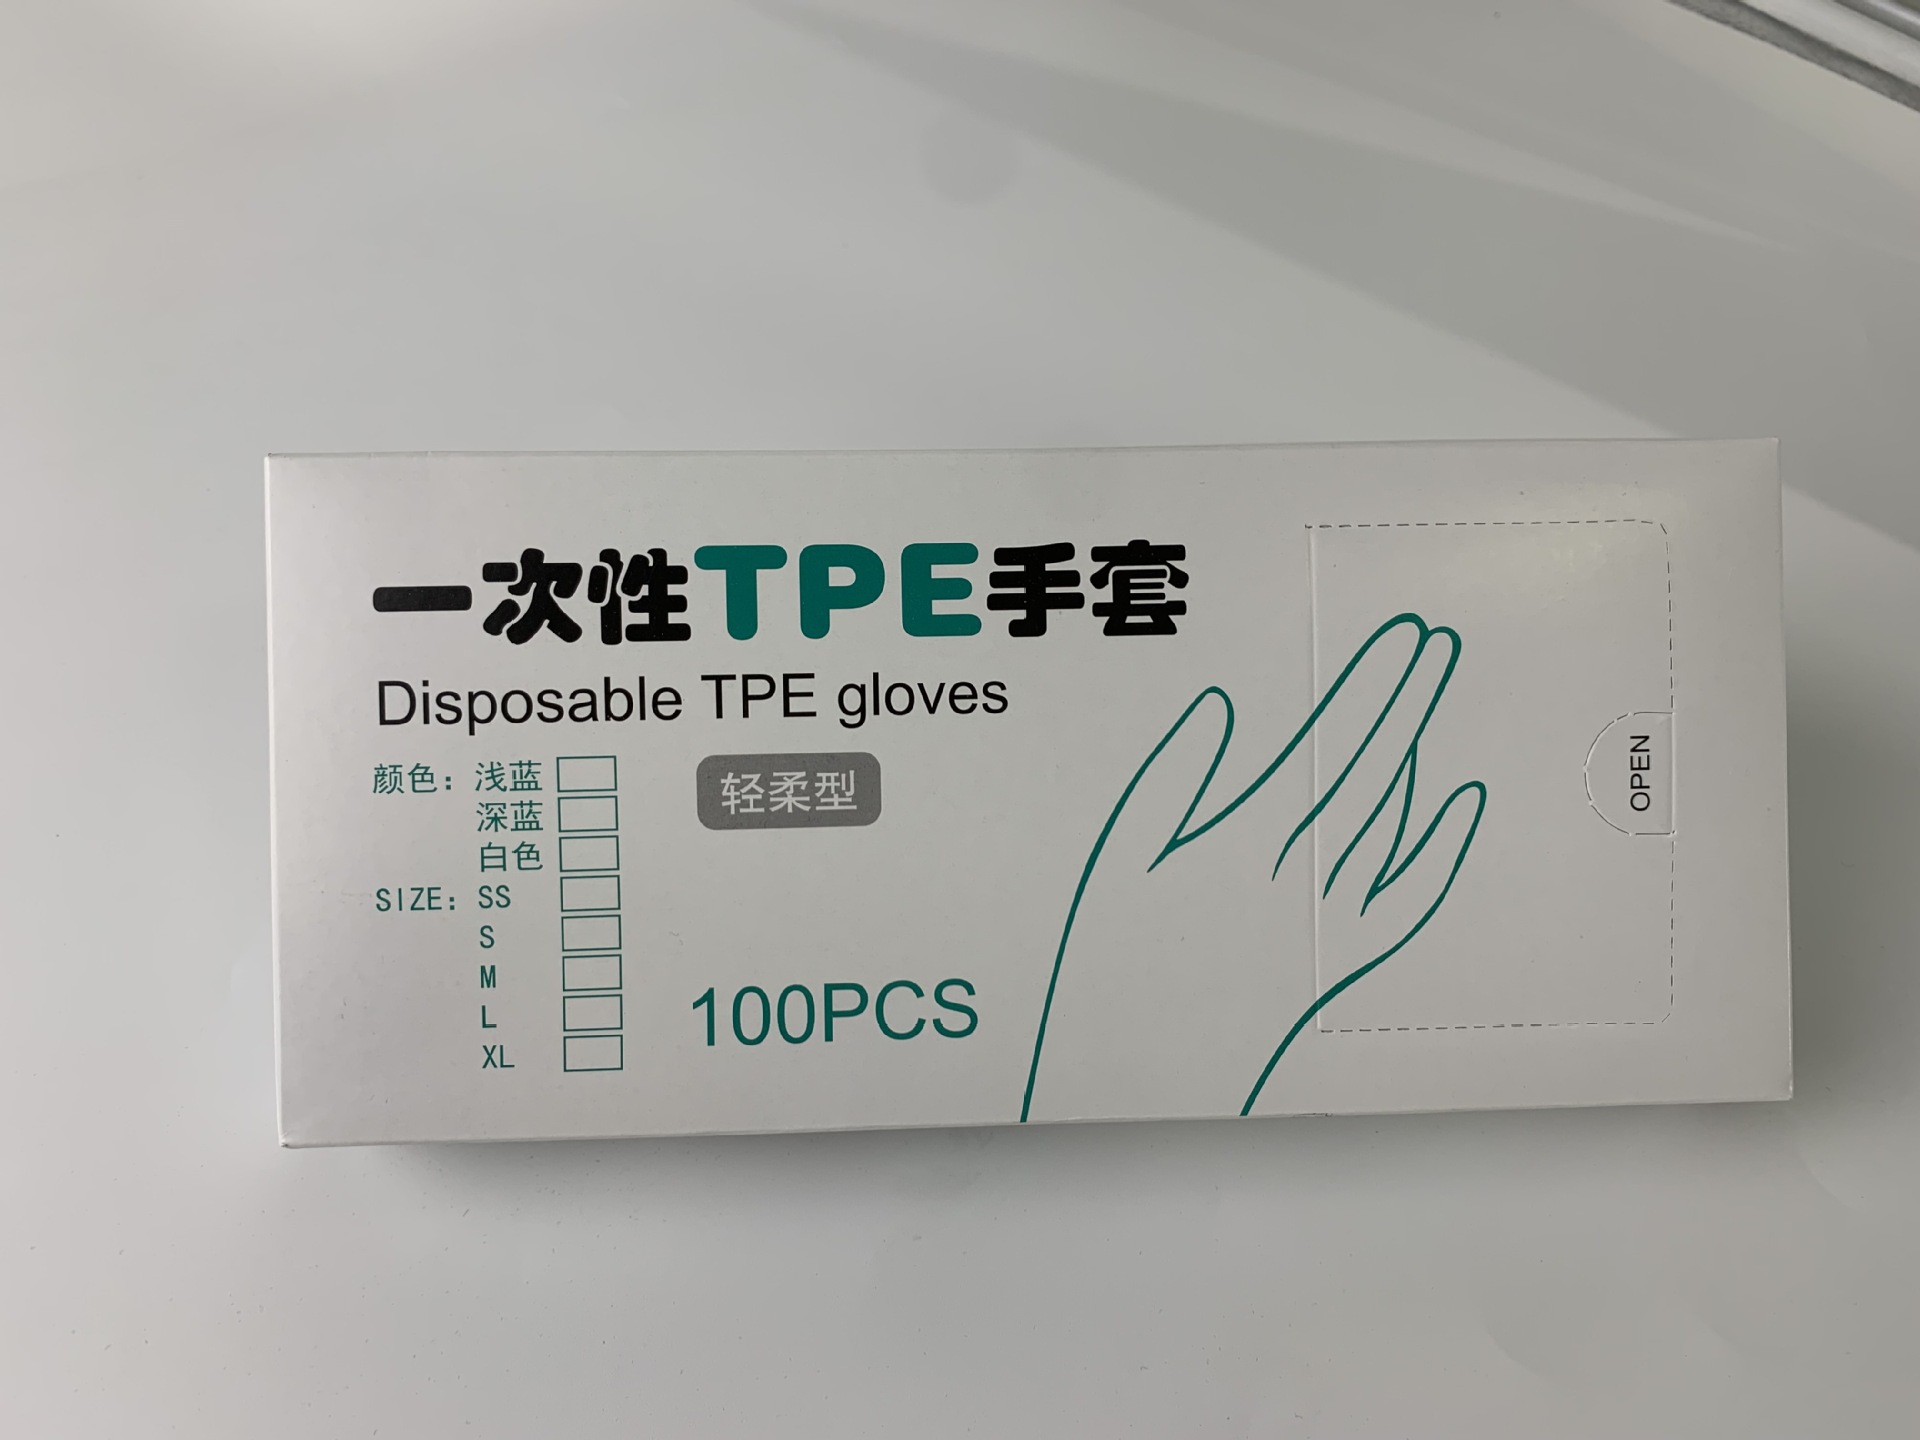 一次性TPE手套
Disposable TPE gloves
颜色：浅蓝
深蓝
白色
SIZE：SS
S
M
L
XL
轻柔型
100PCS
OPEN